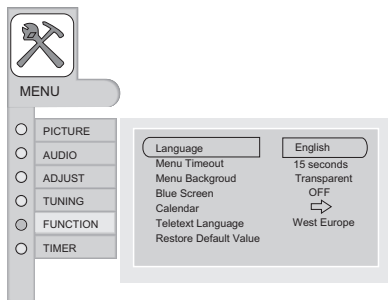 MENU
PICTURE
AUDIO
ADJUST
TUNING
FUNCTION
TIMER
Language English
Menu Timeout 15 seconds
Menu Backgroud Transparent
Blue Screen OFF
Calendar
Teletext Language West Europe
Restore Default Value